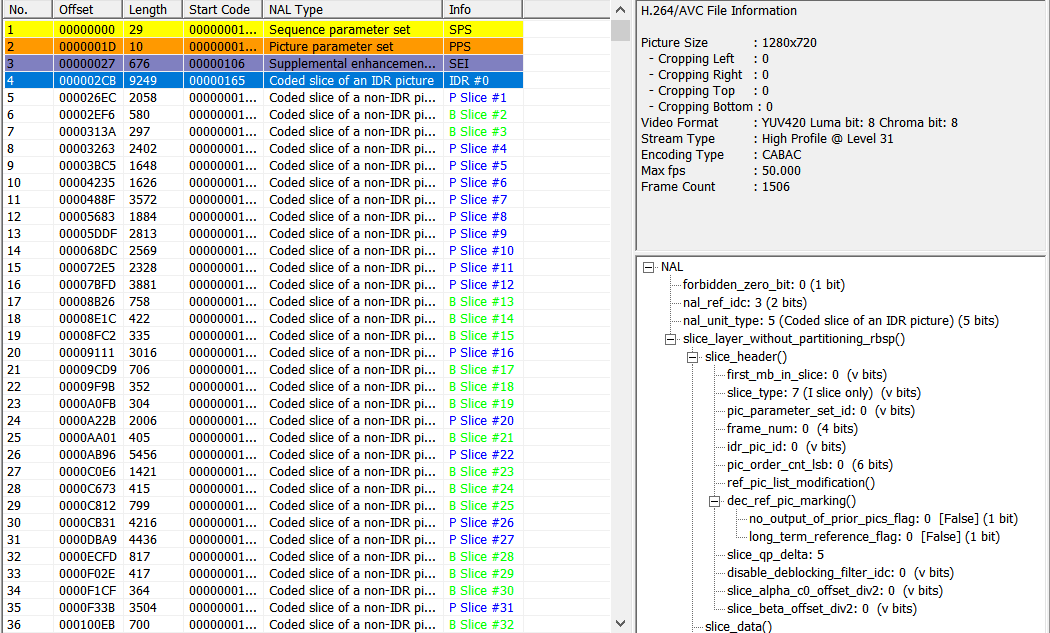 No. Offset Length Start Code NAL Type Info
1 00000000 29 00000001... Sequence parameter set SPS
2 0000001D 10 00000001... Picture parameter set PPS
3 00000027 676 00000106 Supplemental enhancemen... SEI
4 000002CB 9249 00000165 Coded slice of an IDR picture IDR #0
5 000026EC 2058 00000001... Coded slice of a non-IDR pi... P Slice #1
6 00002EF6 580 00000001... Coded slice of a non-IDR pi... B Slice #2
7 0000313A 297 00000001... Coded slice of a non-IDR pi... B Slice #3
8 00003263 2402 00000001... Coded slice of a non-IDR pi... P Slice #4
9 00003BC5 1648 00000001... Coded slice of a non-IDR pi... P Slice #5
10 00004235 1626 00000001... Coded slice of a non-IDR pi... P Slice #6
11 0000488F 3572 00000001... Coded slice of a non-IDR pi... P Slice #7
12 00005683 1884 00000001... Coded slice of a non-IDR pi... P Slice #8
13 00005DDF 2813 00000001... Coded slice of a non-IDR pi... P Slice #9
14 000068DC 2569 00000001... Coded slice of a non-IDR pi... P Slice #10
15 000072E5 2328 00000001... Coded slice of a non-IDR pi... P Slice #11
16 00007BFD 3881 00000001... Coded slice of a non-IDR pi... P Slice #12
17 00008B26 758 00000001... Coded slice of a non-IDR pi... B Slice #13
18 00008E1C 422 00000001... Coded slice of a non-IDR pi... B Slice #14
19 00008FC2 335 00000001... Coded slice of a non-IDR pi... B Slice #15
20 00009111 3016 00000001... Coded slice of a non-IDR pi... P Slice #16
21 00009CD9 706 00000001... Coded slice of a non-IDR pi... B Slice #17
22 00009F9B 352 00000001... Coded slice of a non-IDR pi... B Slice #18
23 0000A0FB 304 00000001... Coded slice of a non-IDR pi... B Slice #19
24 0000A22B 2006 00000001... Coded slice of a non-IDR pi... P Slice #20
25 0000AA01 405 00000001... Coded slice of a non-IDR pi... B Slice #21
26 0000AB96 5456 00000001... Coded slice of a non-IDR pi... P Slice #22
27 0000C0E6 1421 00000001... Coded slice of a non-IDR pi... B Slice #23
28 0000C673 415 00000001... Coded slice of a non-IDR pi... B Slice #24
29 0000C812 799 00000001... Coded slice of a non-IDR pi... B Slice #25
30 0000CB31 4216 00000001... Coded slice of a non-IDR pi... P Slice #26
31 0000DBA9 4436 00000001... Coded slice of a non-IDR pi... P Slice #27
32 0000ECFD 817 00000001... Coded slice of a non-IDR pi... B Slice #28
33 0000F02E 417 00000001... Coded slice of a non-IDR pi... B Slice #29
34 0000F1CF 364 00000001... Coded slice of a non-IDR pi... B Slice #30
35 0000F33B 3504 00000001... Coded slice of a non-IDR pi... P Slice #31
36 000100EB 700 00000001... Coded slice of a non-IDR pi... B Slice #32
H.264/AVC File Information
Picture Size : 1280x720
- Cropping Left : 0
- Cropping Right : 0
- Cropping Top : 0
- Cropping Bottom : 0
Video Format : YUV420 Luma bit: 8 Chroma bit: 8
Stream Type : High Profile @ Level 31
Encoding Type : CABAC
Max fps : 50.000
Frame Count : 1506
NAL
forbidden_zero_bit: 0 (1 bit)
nal_ref_idc: 3 (2 bits)
nal_unit_type: 5 (Coded slice of an IDR picture) (5 bits)
slice_layer_without_partitioning_rbsp()
slice_header()
first_mb_in_slice: 0 (v bits)
slice_type: 7 (I slice only) (v bits)
pic_parameter_set_id: 0 (v bits)
frame_num: 0 (4 bits)
idr_pic_id: 0 (v bits)
pic_order_cnt_lsb: 0 (6 bits)
ref_pic_list_modification()
dec_ref_pic_marking()
no_output_of_prior_pics_flag: 0 [False] (1 bit)
long_term_reference_flag: 0 [False] (1 bit)
slice_qp_delta: 5
disable_deblocking_filter_idc: 0 (v bits)
slice_alpha_c0_offset_div2: 0 (v bits)
slice_beta_offset_div2: 0 (v bits)
slice_data()